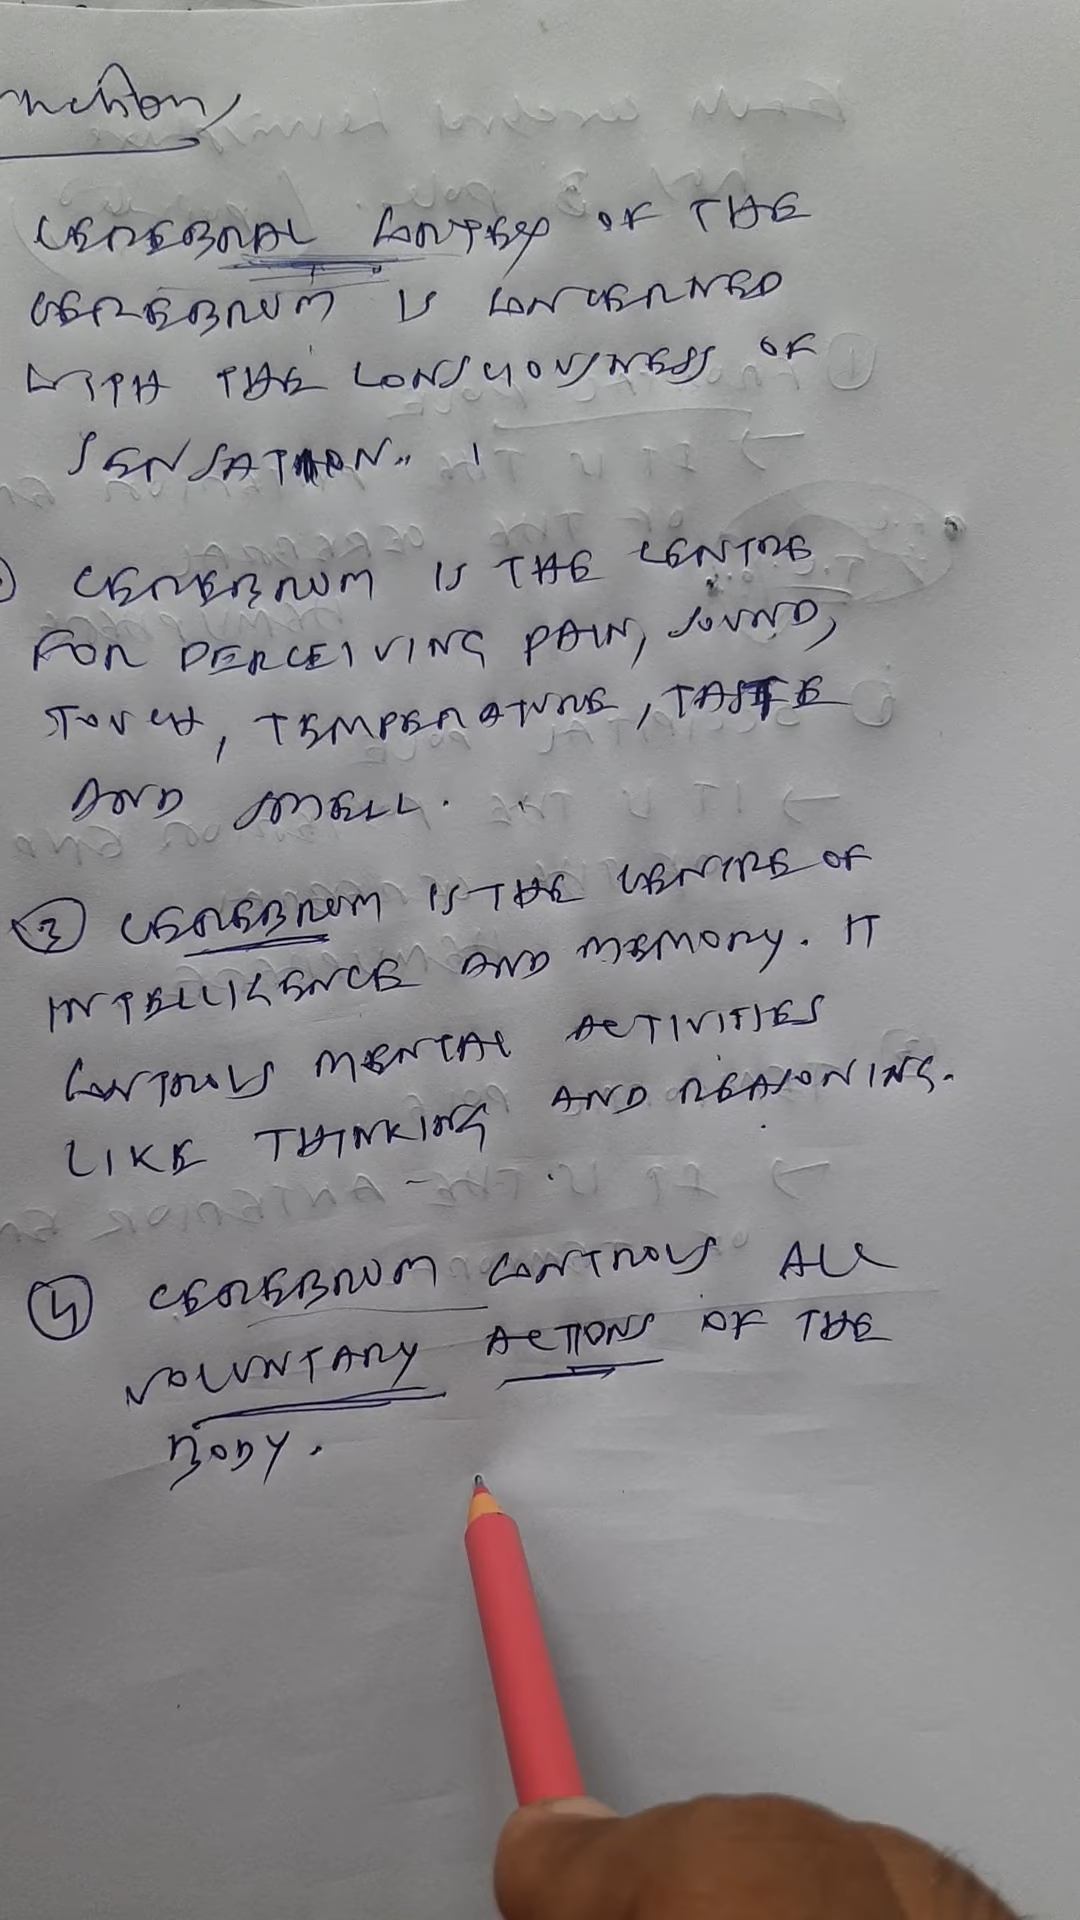 nction
CEREBRAL CORTEX OF THE
CEREBRUM IS CONCERNED
WITH THE CONSCIOUSNESS OF
SENSATION.
CEREBRUM IS THE CENTRE
FOR PERCEIVING PAIN, SOUND,
TOUCH, TEMPERATURE, TASTE
AND SMELL.
3 CEREBRUM IS THE CENTRE OF
INTELLIGENCE AND MEMORY. IT
CONTROLS MENTAL ACTIVITIES
LIKE THINKING AND REASONING.
4 CEREBRUM CONTROLS ALL
VOLUNTARY ACTIONS OF THE
BODY.